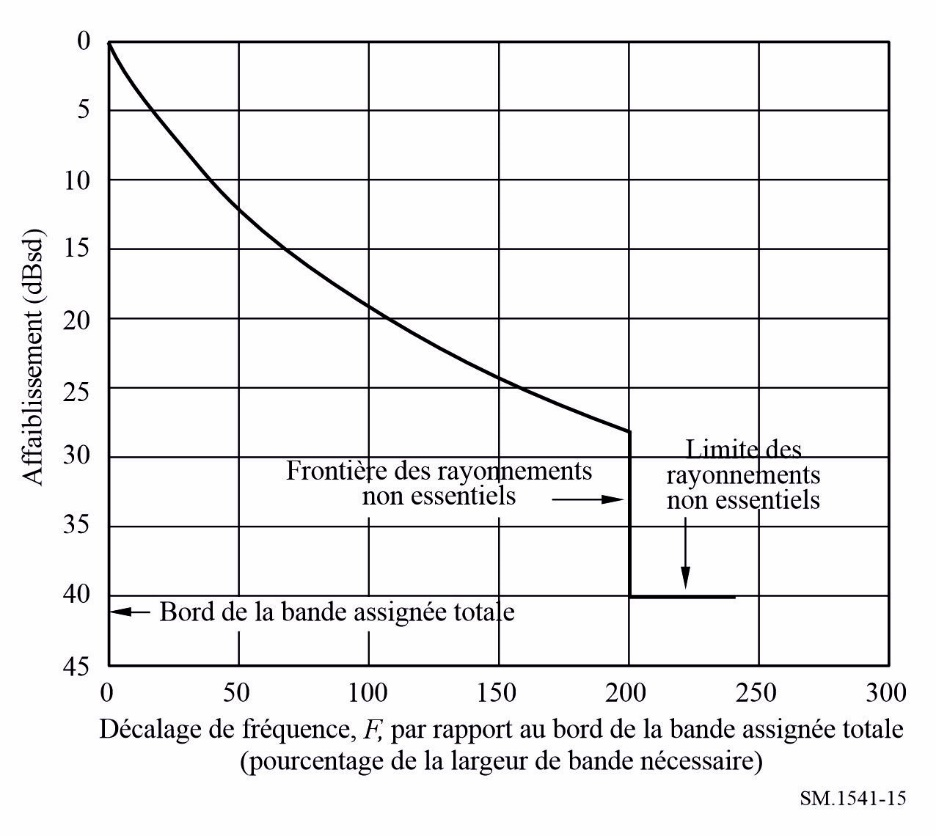 0
5
10
15
20
25
30
35
40
45
Affaiblissement (dBsd)
Frontière des rayonnements
non essentiels
Limite des
rayonnements
non essentiels
Bord de la bande assignée totale
0 50 100 150 200 250 300
Décalage de fréquence, F, par rapport au bord de la bande assignée totale
(pourcentage de la largeur de bande nécessaire)
SM.1541-15